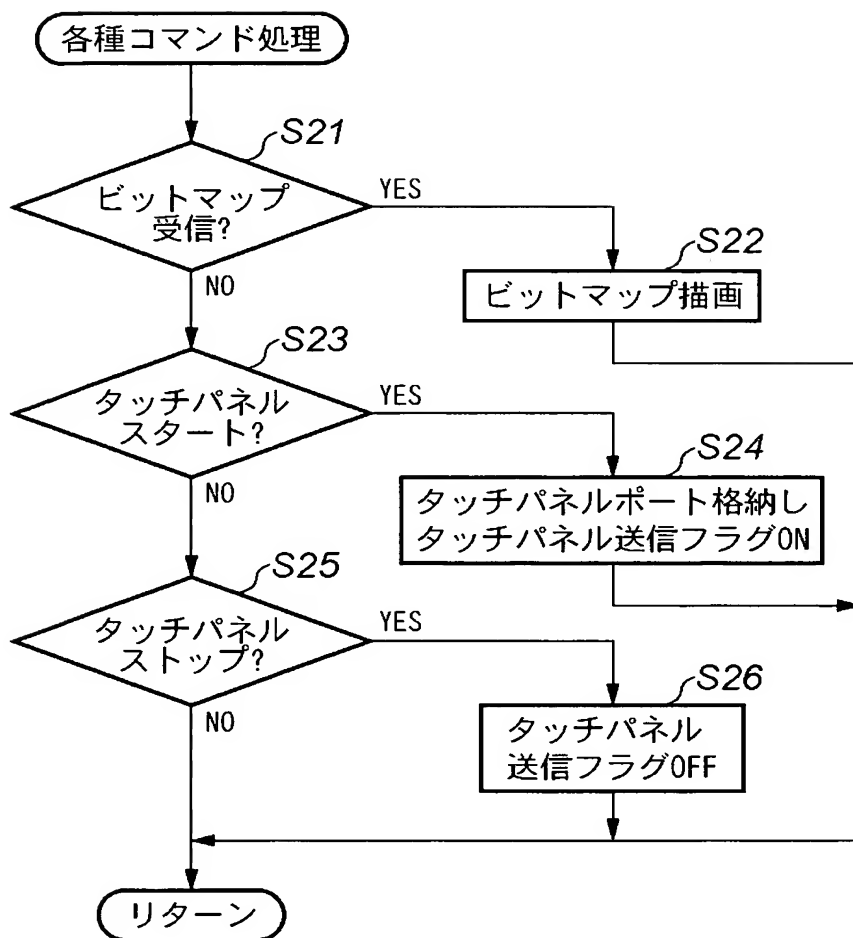 各種コマンド処理
S21
ビットマップ
受信?
YES
NO
S22
ビットマップ描画
S23
タッチパネル
スタート?
YES
NO
S24
タッチパネルポート格納し
タッチパネル送信フラグON
S25
タッチパネル
ストップ?
YES
NO
S26
タッチパネル
送信フラグOFF
リターン